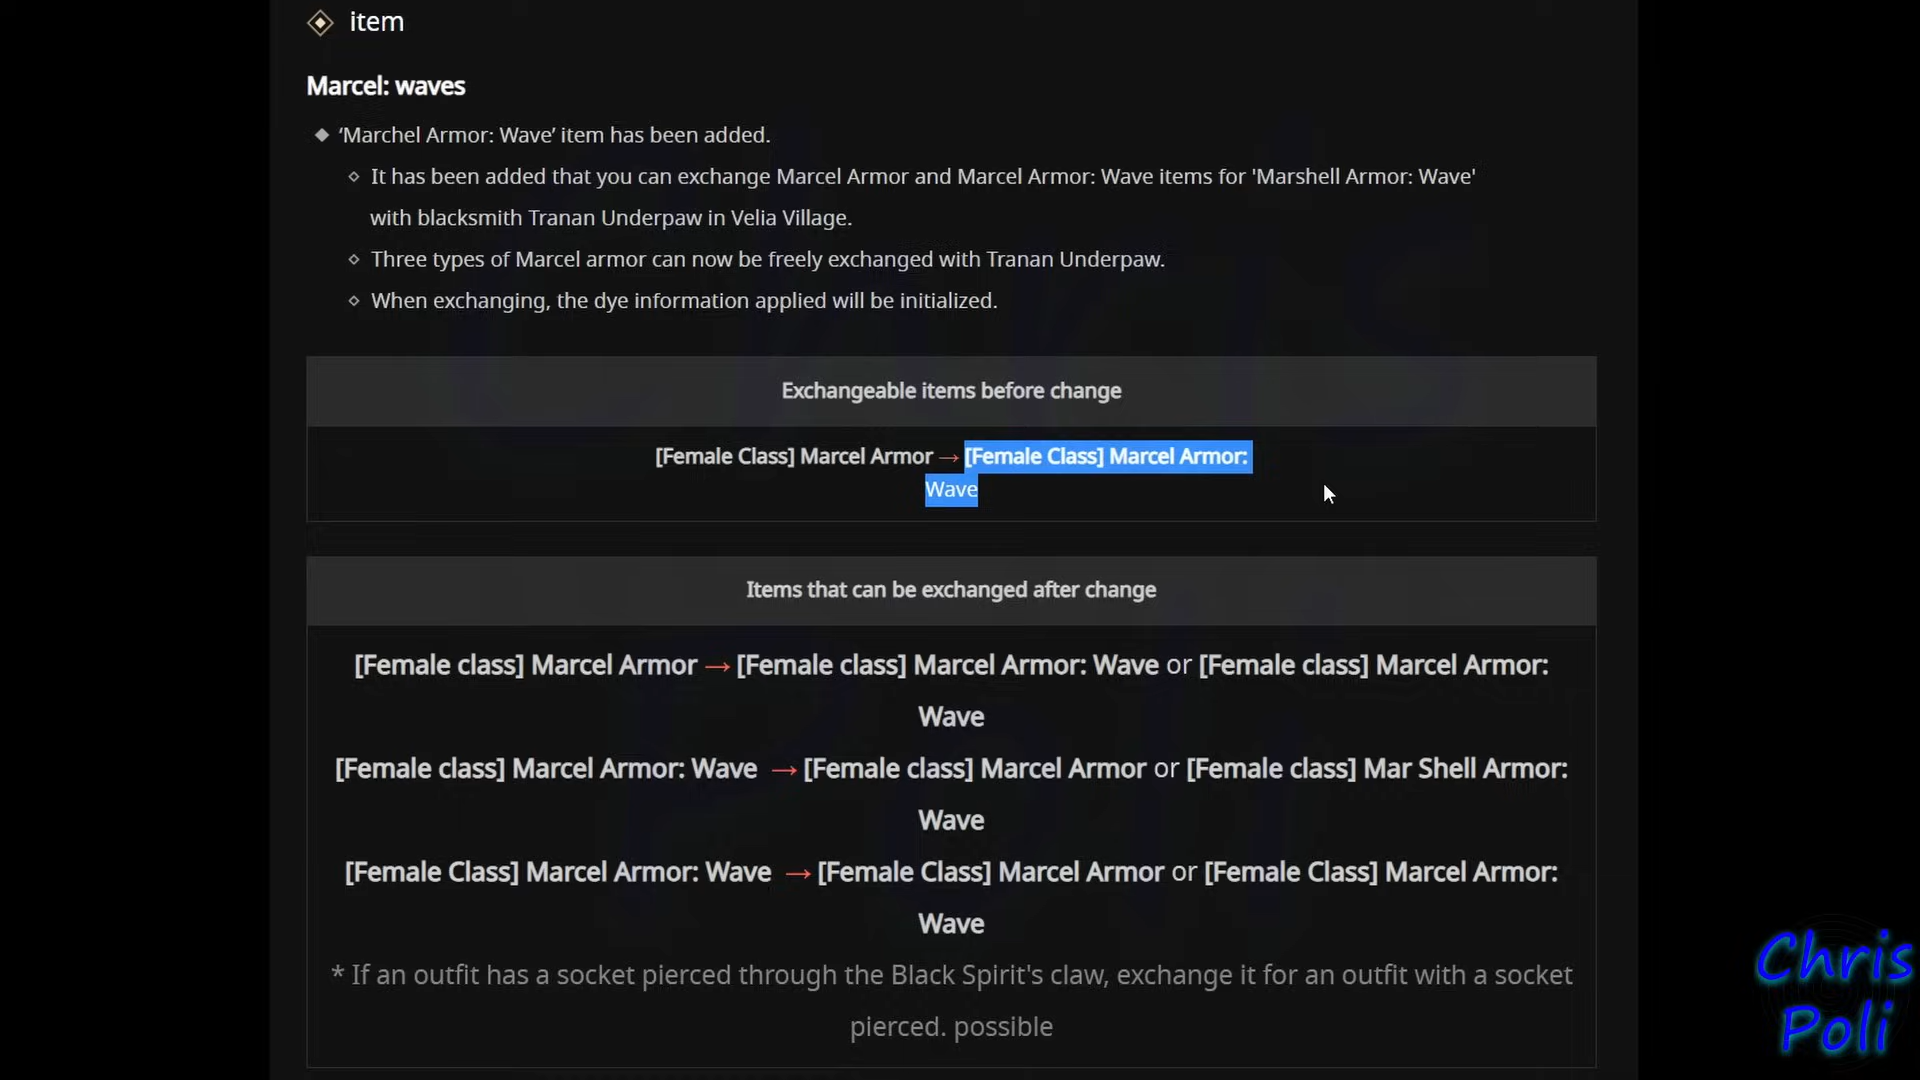 item
Marcel: waves
‘Marchel Armor: Wave’ item has been added.
It has been added that you can exchange Marcel Armor and Marcel Armor: Wave items for 'Marshell Armor: Wave'
with blacksmith Tranan Underpaw in Velia Village.
Three types of Marcel armor can now be freely exchanged with Tranan Underpaw.
When exchanging, the dye information applied will be initialized.
Exchangeable items before change
[Female Class] Marcel Armor → [Female Class] Marcel Armor:
Wave
Items that can be exchanged after change
[Female class] Marcel Armor → [Female class] Marcel Armor: Wave or [Female class] Marcel Armor:
Wave
[Female class] Marcel Armor: Wave → [Female class] Marcel Armor or [Female class] Mar Shell Armor:
Wave
[Female Class] Marcel Armor: Wave → [Female Class] Marcel Armor or [Female Class] Marcel Armor:
Wave
* If an outfit has a socket pierced through the Black Spirit's claw, exchange it for an outfit with a socket
pierced. possible
Chris
Poli